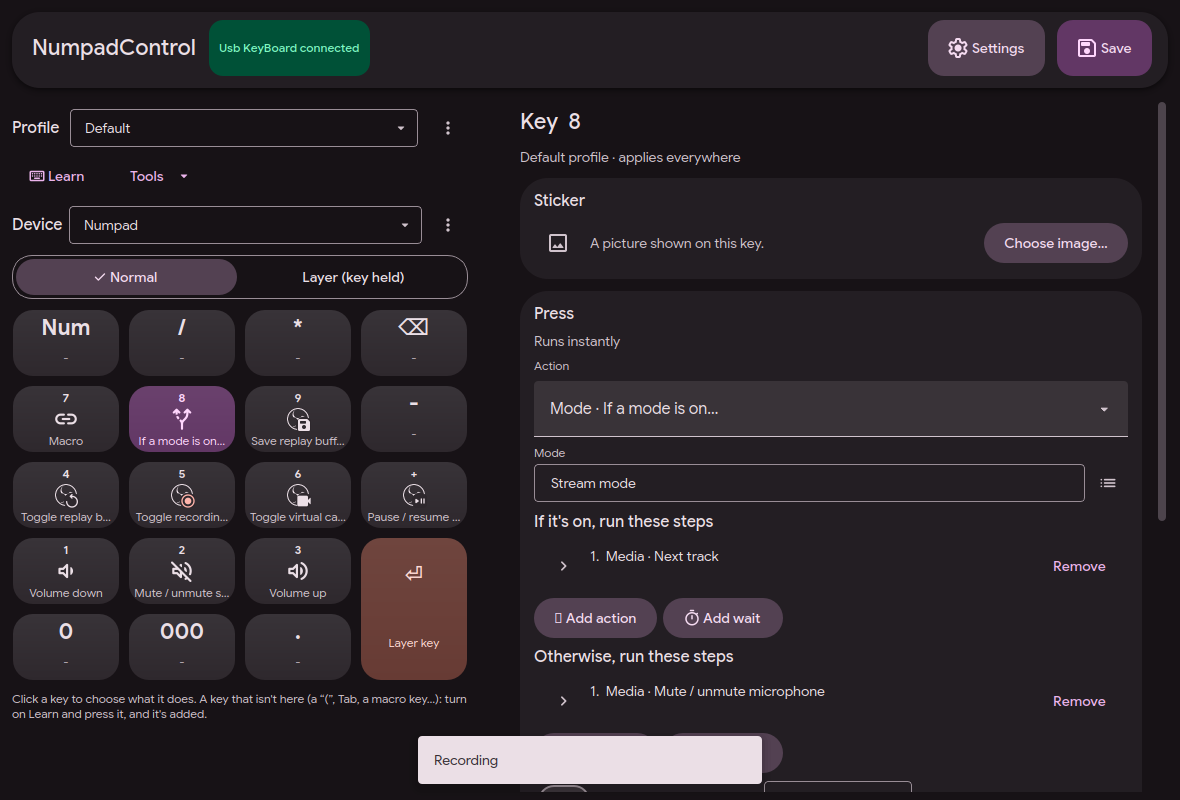 NumpadControl
Usb KeyBoard connected
Settings
Save
Profile
Default
Learn
Tools
Device
Numpad
Normal
Layer (key held)
Num
-
/
-
*
-
⌫
-
7
Macro
8
If a mode is on...
9
Save replay buff...
-
-
4
Toggle replay b...
5
Toggle recordin...
6
Toggle virtual ca...
+
Pause / resume ...
1
Volume down
2
Mute / unmute s...
3
Volume up
⏎
Layer key
0
-
000
-
.
-
Click a key to choose what it does. A key that isn't here (a “(”, Tab, a macro key…): turn
on Learn and press it, and it's added.
Key 8
Default profile · applies everywhere
Sticker
A picture shown on this key.
Choose image…
Press
Runs instantly
Action
Mode · If a mode is on…
Mode
Stream mode
If it's on, run these steps
1. Media · Next track
Remove
Add action
Add wait
Otherwise, run these steps
1. Media · Mute / unmute microphone
Remove
Recording